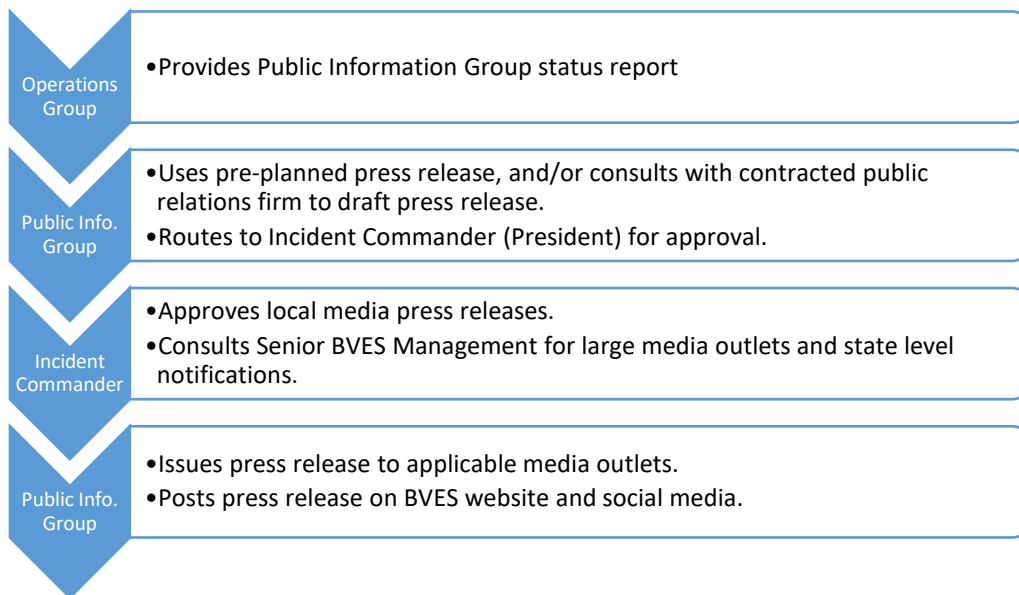 Operations
Group
•Provides Public Information Group status report
Public Info.
Group
•Uses pre-planned press release, and/or consults with contracted public
relations firm to draft press release.
•Routes to Incident Commander (President) for approval.
Incident
Commander
•Approves local media press releases.
•Consults Senior BVES Management for large media outlets and state level
notifications.
Public Info.
Group
•Issues press release to applicable media outlets.
•Posts press release on BVES website and social media.